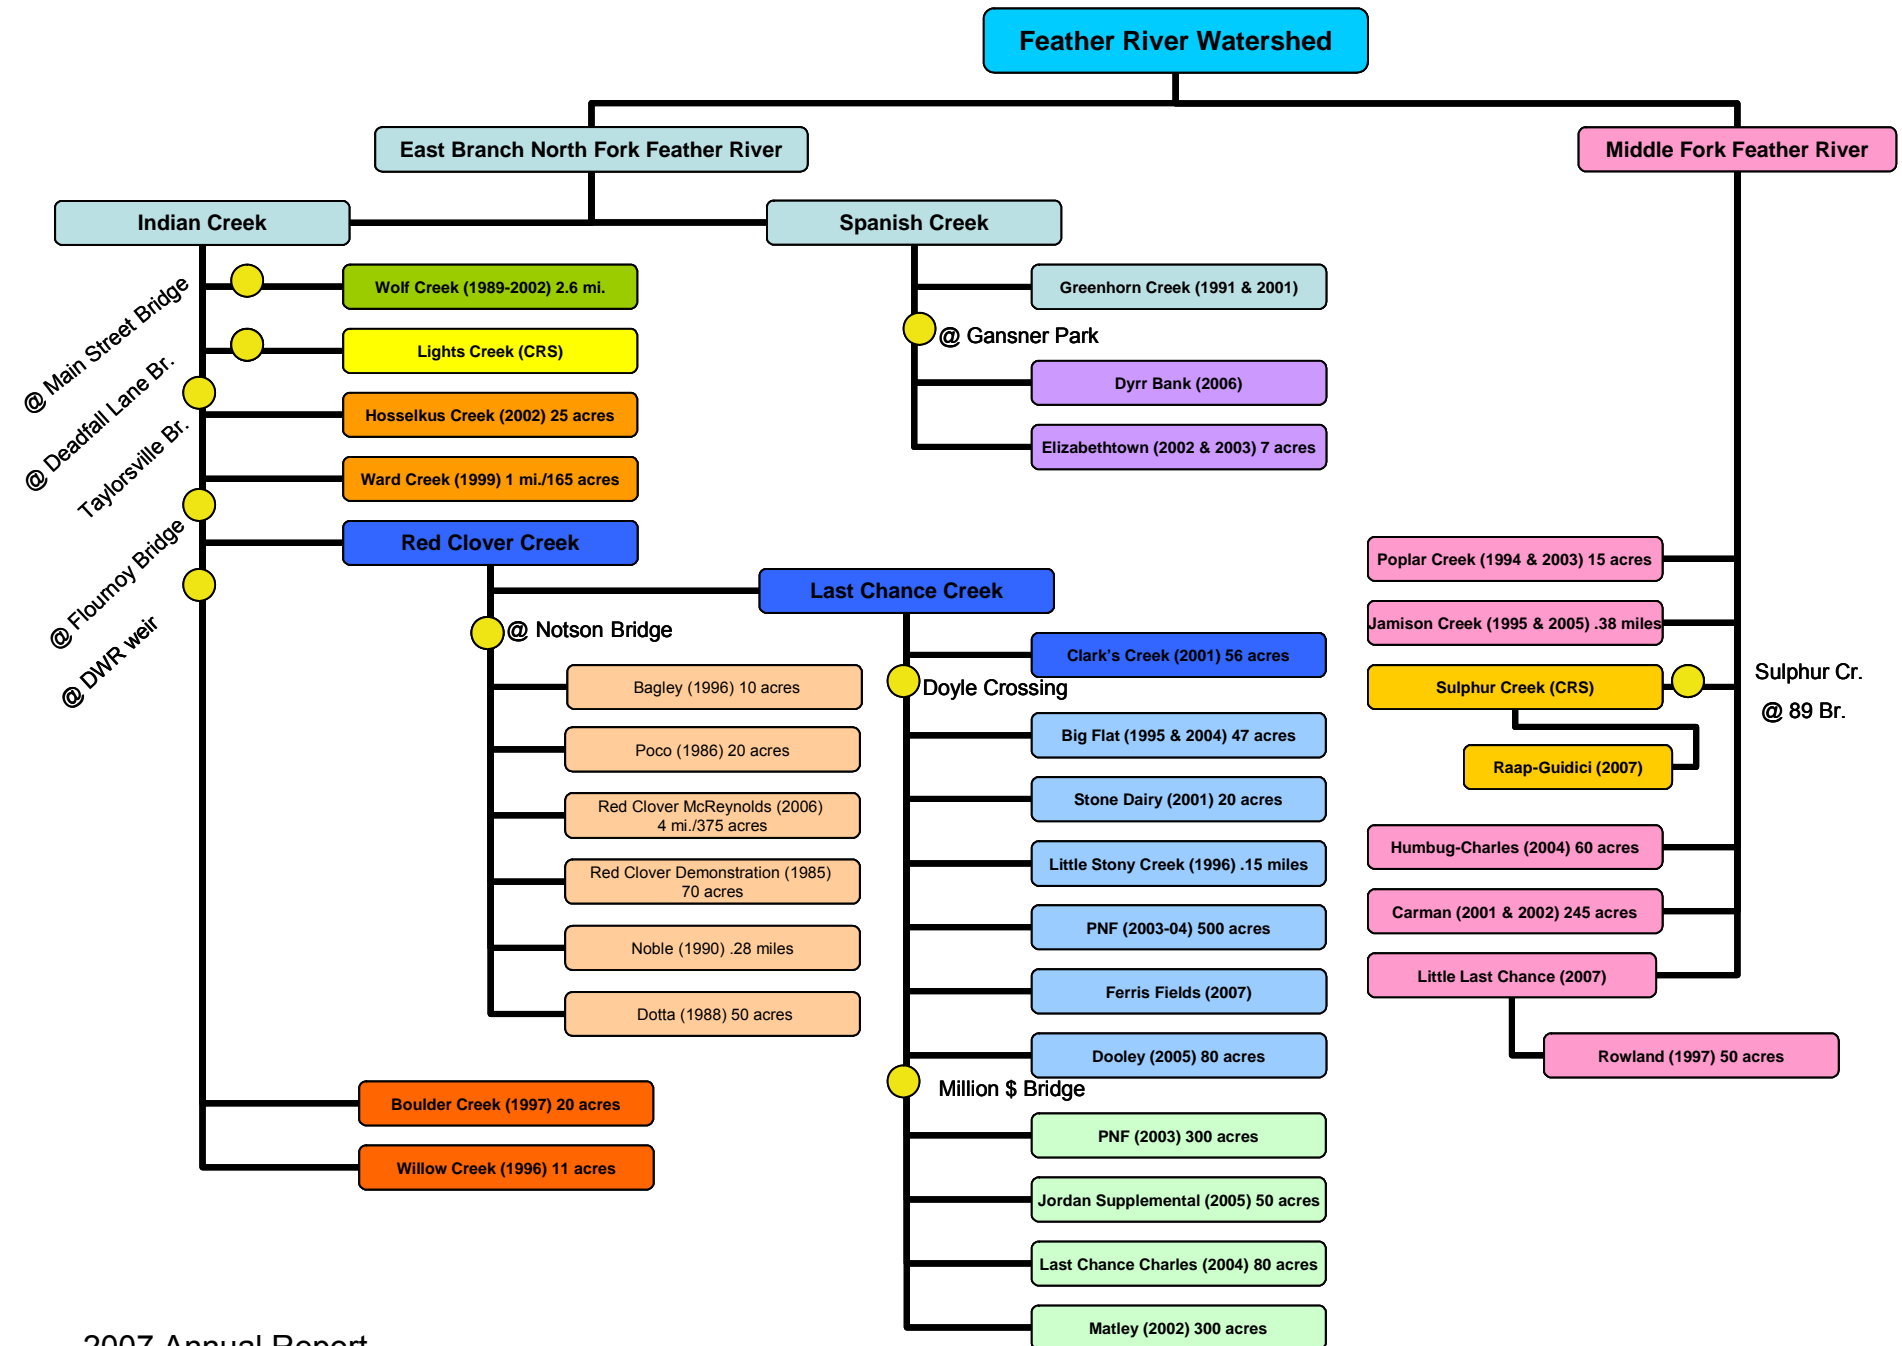 Feather River Watershed
East Branch North Fork Feather River
Middle Fork Feather River
Indian Creek
Spanish Creek
@ Main Street Bridge
@ Deadfall Lane Br.
Taylorsville Br.
@ Flournoy Bridge
@ DWR weir
Wolf Creek (1989-2002) 2.6 mi.
Lights Creek (CRS)
Hosselkus Creek (2002) 25 acres
Ward Creek (1999) 1 mi./165 acres
Red Clover Creek
Greenhorn Creek (1991 & 2001)
@ Gansner Park
Dyrr Bank (2006)
Elizabethtown (2002 & 2003) 7 acres
Last Chance Creek
@ Notson Bridge
Bagley (1996) 10 acres
Poco (1986) 20 acres
Red Clover McReynolds (2006)
4 mi./375 acres
Red Clover Demonstration (1985)
70 acres
Noble (1990) .28 miles
Dotta (1988) 50 acres
Boulder Creek (1997) 20 acres
Willow Creek (1996) 11 acres
Clark's Creek (2001) 56 acres
Doyle Crossing
Big Flat (1995 & 2004) 47 acres
Stone Dairy (2001) 20 acres
Little Stony Creek (1996) .15 miles
PNF (2003-04) 500 acres
Ferris Fields (2007)
Dooley (2005) 80 acres
Million $ Bridge
PNF (2003) 300 acres
Jordan Supplemental (2005) 50 acres
Last Chance Charles (2004) 80 acres
Matley (2002) 300 acres
Poplar Creek (1994 & 2003) 15 acres
Jamison Creek (1995 & 2005) .38 miles
Sulphur Creek (CRS)
Sulphur Cr.
@ 89 Br.
Raap-Guidici (2007)
Humbug-Charles (2004) 60 acres
Carman (2001 & 2002) 245 acres
Little Last Chance (2007)
Rowland (1997) 50 acres
2007 Annual Report